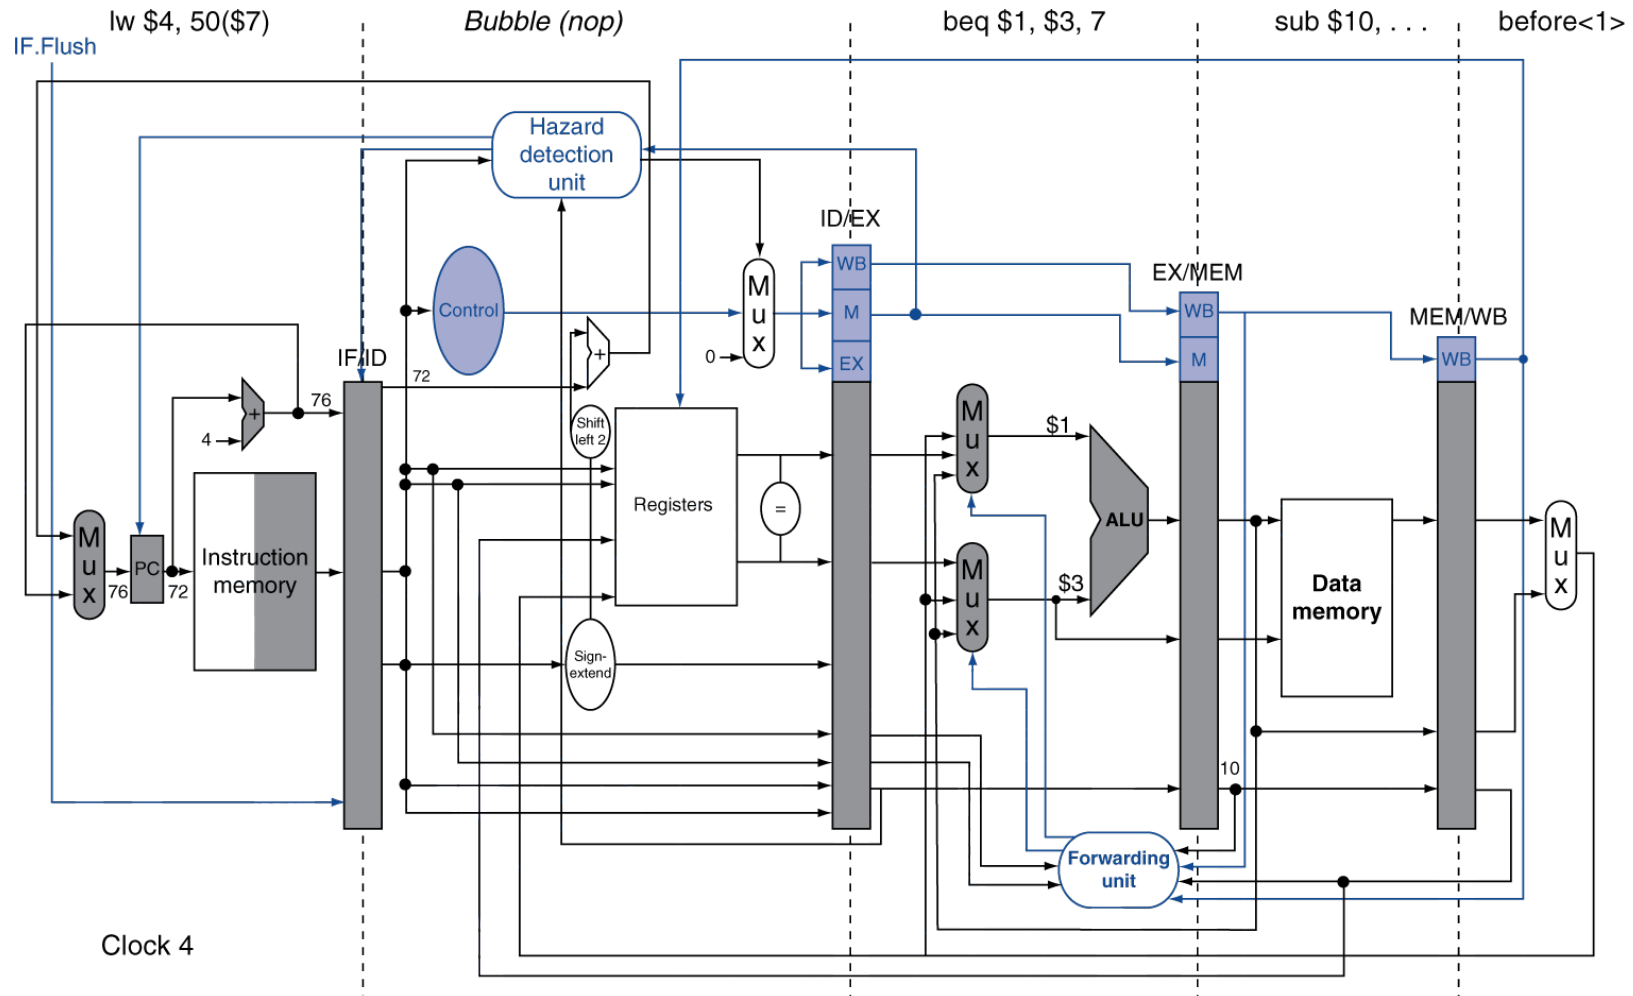 lw $4, 50($7)
Bubble (nop)
beq $1, $3, 7
sub $10, . . .
before<1>
IF.Flush
Hazard
detection
unit
ID/EX
WB
M
EX
EX/MEM
WB
M
MEM/WB
WB
Control
M
u
x
0
IF/ID
72
+
76
4
+
Shift
left 2
Registers
=
M
u
x
$1
ALU
M
u
x
$3
Data
memory
M
u
x
M
u
x
76
PC
72
Instruction
memory
Sign-
extend
10
Forwarding
unit
Clock 4